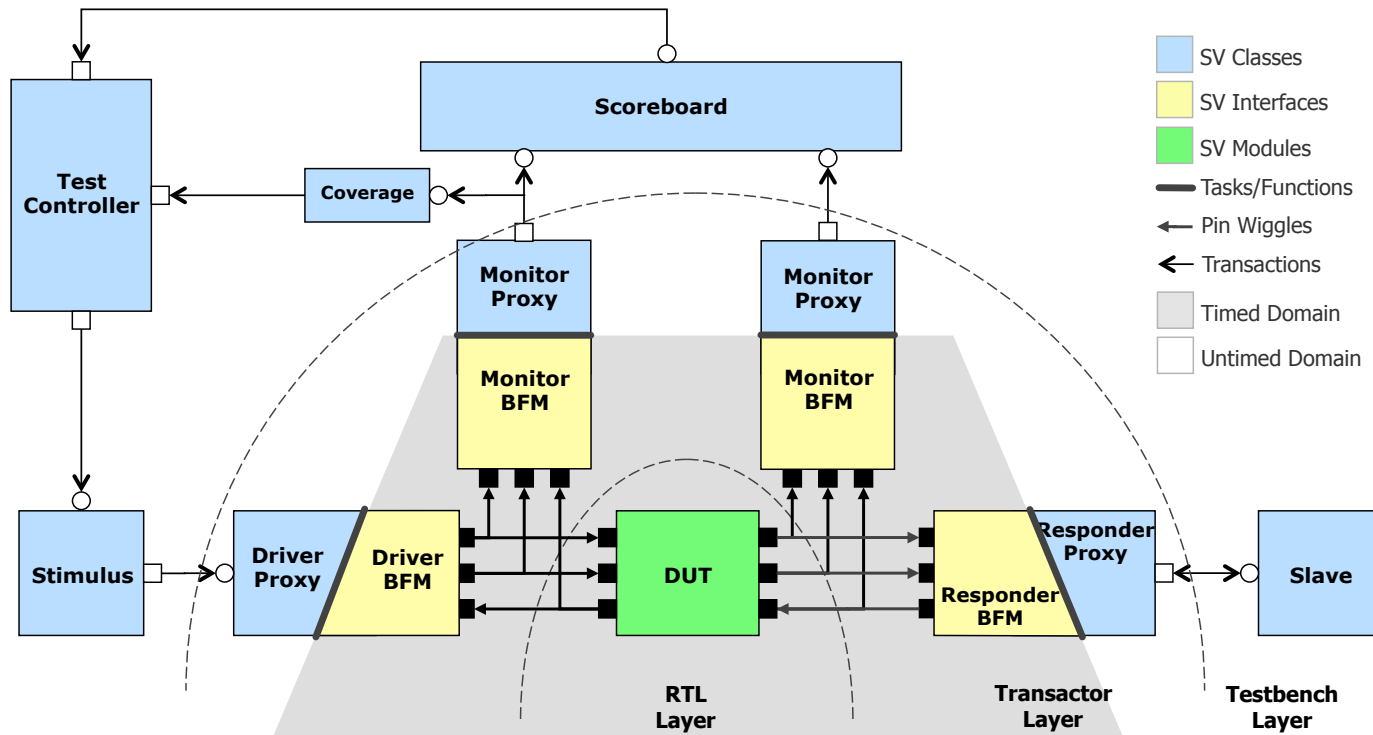 Scoreboard
Test
Controller
Coverage
Monitor
Proxy
Monitor
Proxy
Monitor
BFM
Monitor
BFM
Stimulus
Driver
Proxy
Driver
BFM
DUT
Responder
BFM
Responder
Proxy
Slave
RTL
Layer
Transactor
Layer
Testbench
Layer
SV Classes
SV Interfaces
SV Modules
Tasks/Functions
Pin Wiggles
Transactions
Timed Domain
Untimed Domain